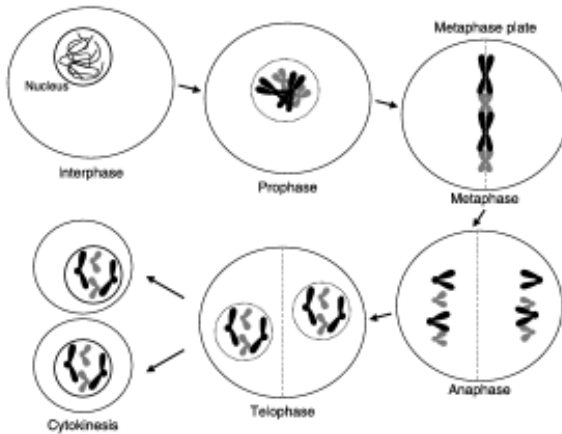 Nucleus
Interphase
Prophase
Metaphase plate
Metaphase
Anaphase
Telophase
Cytokinesis